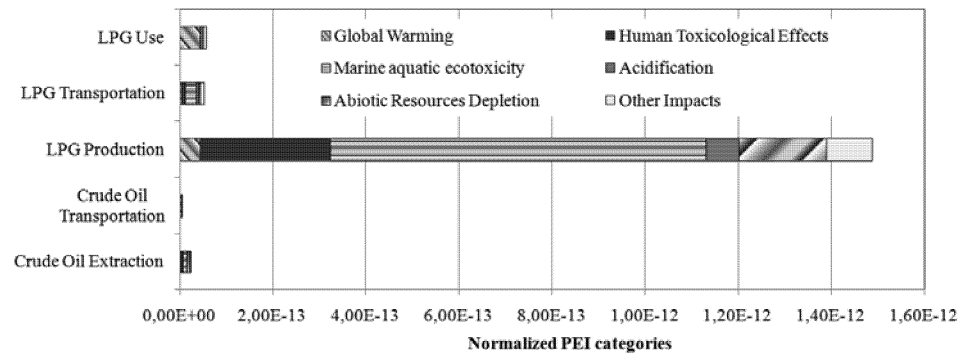 LPG Use
LPG Transportation
LPG Production
Crude Oil
Transportation
Crude Oil Extraction
Global Warming
Human Toxicological Effects
Marine aquatic ecotoxicity
Acidification
Abiotic Resources Depletion
Other Impacts
0,00E+00 2,00E-13 4,00E-13 6,00E-13 8,00E-13 1,00E-12 1,20E-12 1,40E-12 1,60E-12
Normalized PEI categories